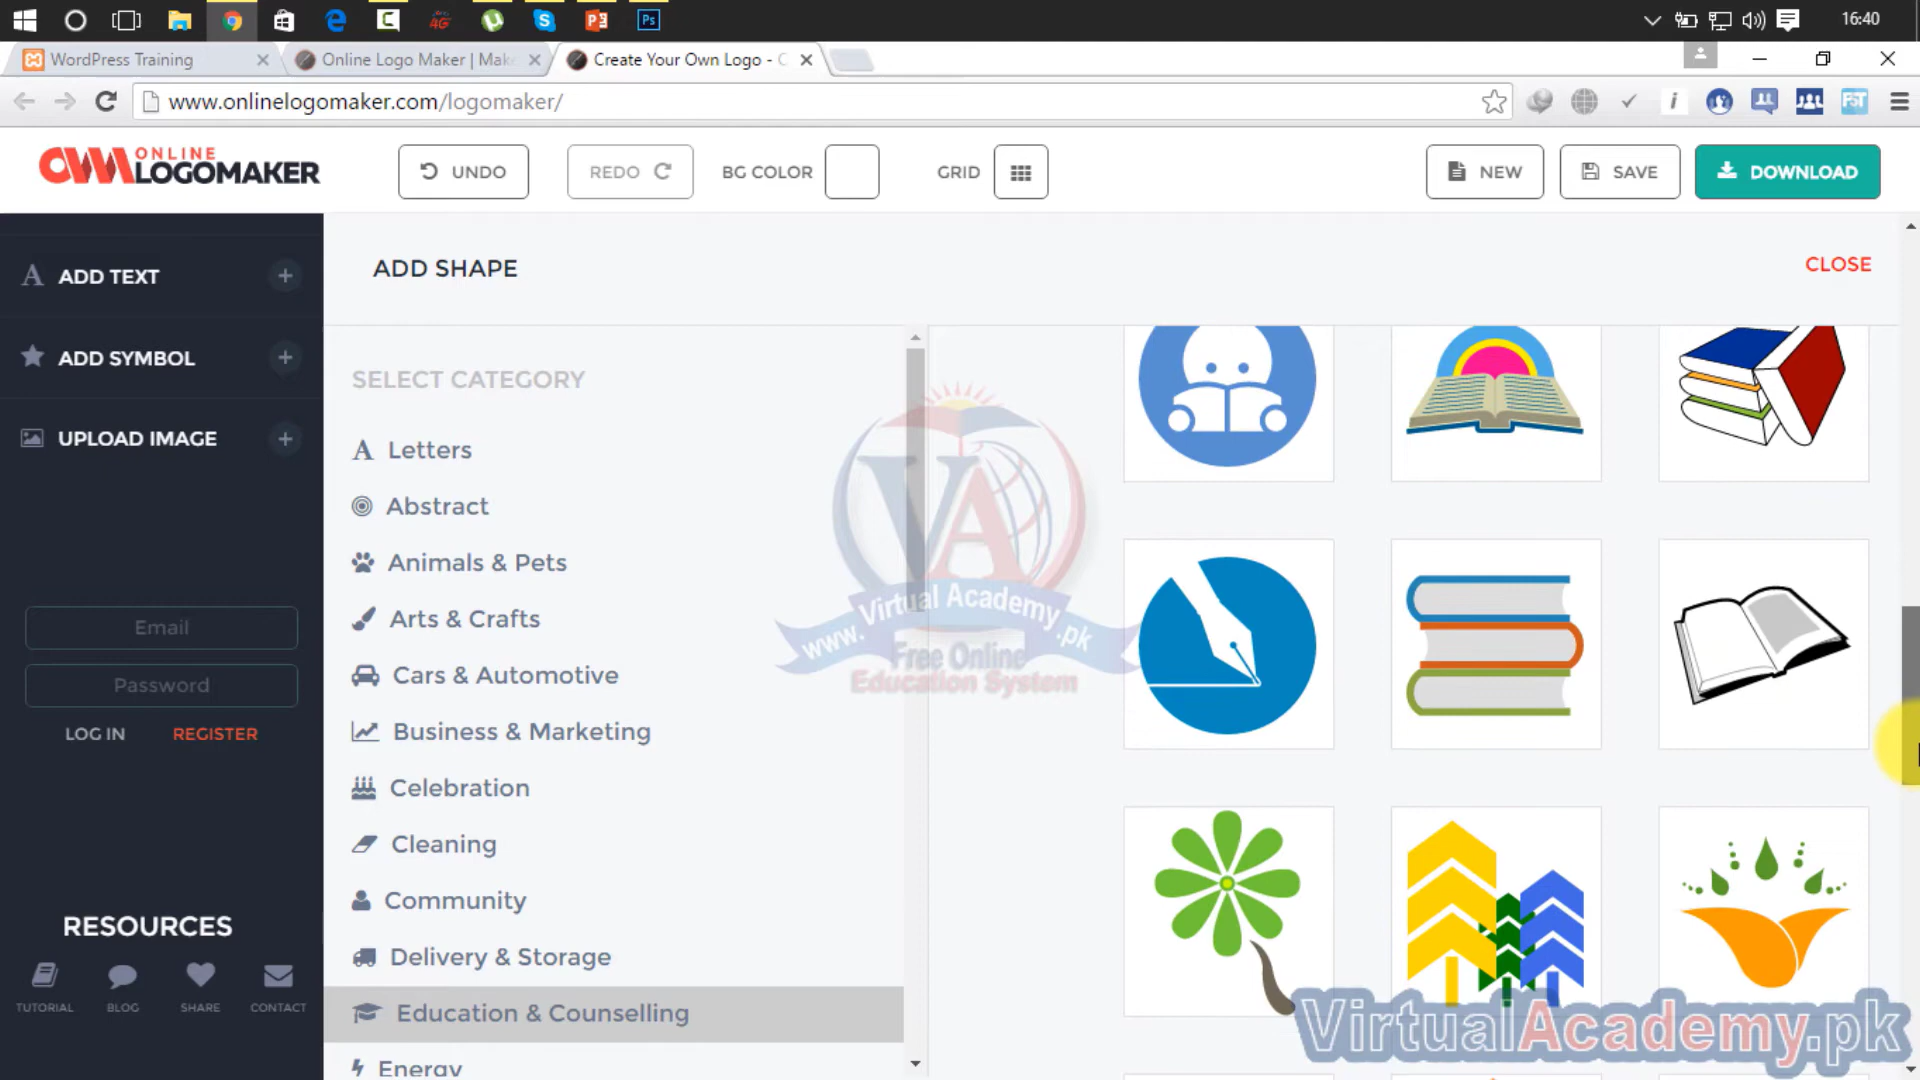 16:40
WordPress Training
Online Logo Maker | Make
Create Your Own Logo - C
www.onlinelogomaker.com/logomaker/
ONLINE
LOGOMAKER
UNDO
REDO
BG COLOR
GRID
NEW
SAVE
DOWNLOAD
ADD TEXT
ADD SYMBOL
UPLOAD IMAGE
Email
Password
LOG IN
REGISTER
RESOURCES
TUTORIAL
BLOG
SHARE
CONTACT
ADD SHAPE
CLOSE
SELECT CATEGORY
Letters
Abstract
Animals & Pets
Arts & Crafts
Cars & Automotive
Business & Marketing
Celebration
Cleaning
Community
Delivery & Storage
Education & Counselling
Energy
VA
www.Virtual Academy.pk
Free Online
Education System
VirtualAcademy.pk